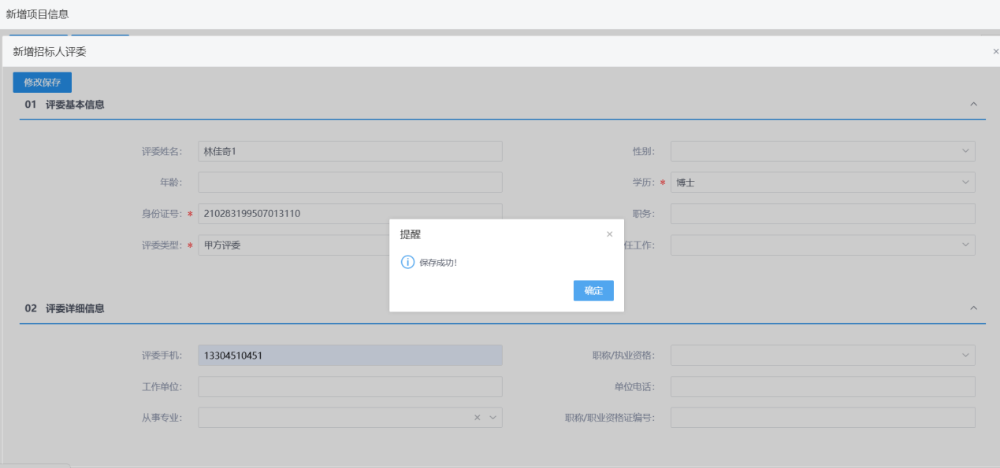 新增项目信息
新增招标人评委
×
修改保存
01 评委基本信息
评委姓名: 林佳奇1 性别:
年龄: 学历: * 博士
身份证号: * 210283199507013110 职务:
评委类型: * 甲方评委 任工作:
提醒 ×
保存成功!
确定
02 评委详细信息
评委手机: 13304510451 职称/执业资格:
工作单位: 单位电话:
从事专业: × 职称/职业资格证编号: